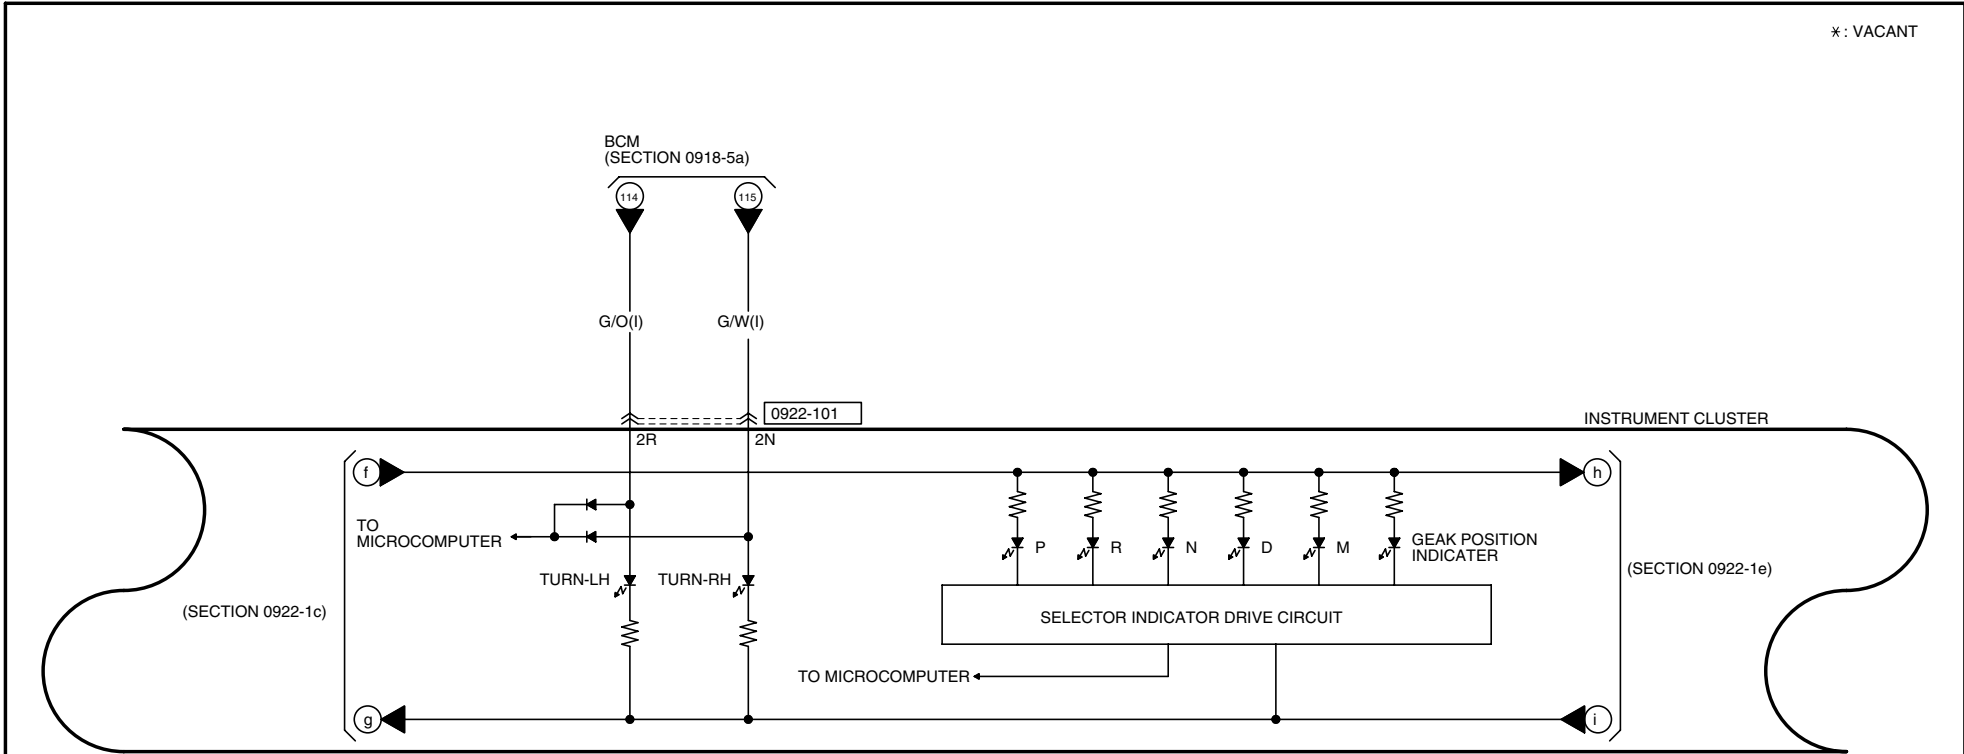 * : VACANT
BCM
(SECTION 0918-5a)
114
115
G/O(I)
G/W(I)
0922-101
INSTRUMENT CLUSTER
2R
2N
f
h
TO
MICROCOMPUTER
P
R
N
D
M
GEAK POSITION
INDICATER
TURN-LH
TURN-RH
(SECTION 0922-1e)
(SECTION 0922-1c)
SELECTOR INDICATOR DRIVE CIRCUIT
TO MICROCOMPUTER
g
i